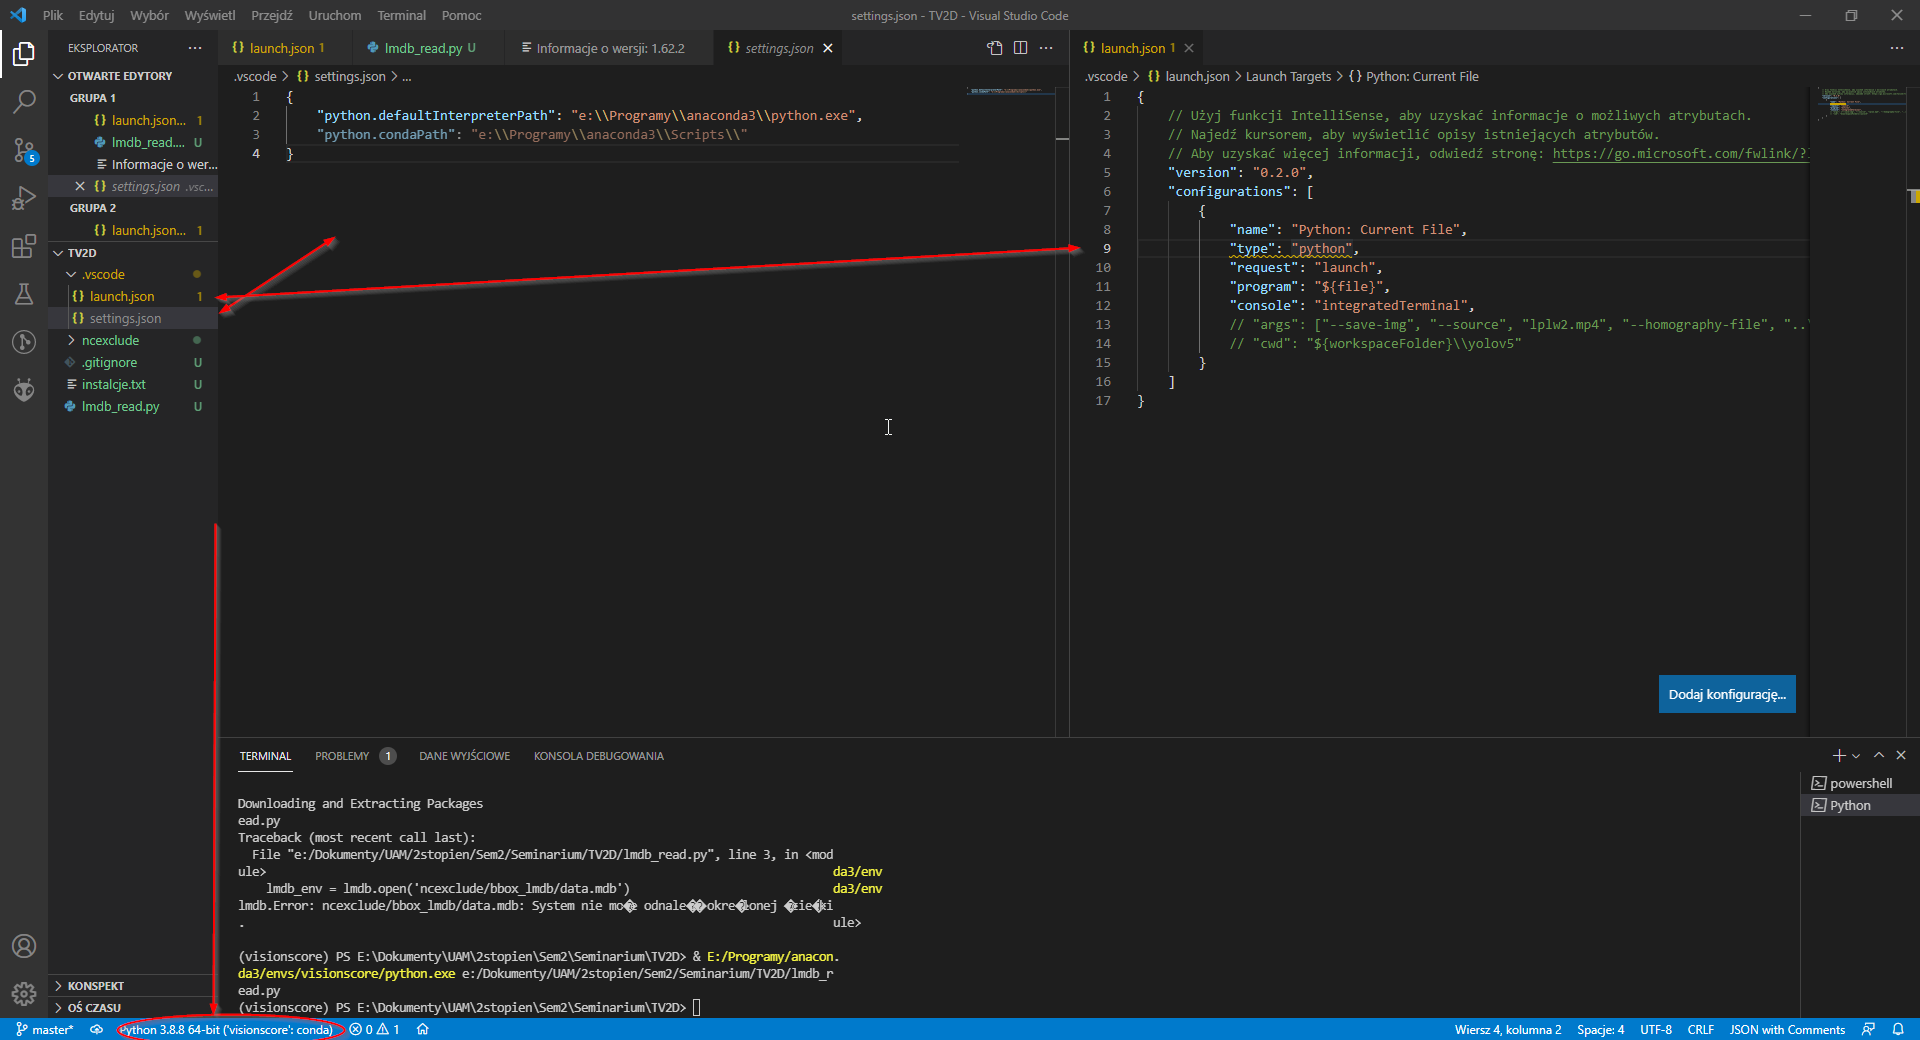 Plik Edytuj Wybór Wyświetl Przejdź Uruchom Terminal Pomoc
settings.json - TV2D - Visual Studio Code
EKSPLORATOR
OTWARTE EDYTORY
GRUPA 1
launch.json... 1
lmdb_read.... U
Informacje o wer...
settings.json .vsc...
GRUPA 2
launch.json... 1
TV2D
.vscode
launch.json 1
settings.json
ncexclude
.gitignore U
instalcje.txt U
lmdb_read.py U
KONSPEKT
OŚ CZASU
5
launch.json 1
lmdb_read.py U
Informacje o wersji: 1.62.2
settings.json
.vscode > {} settings.json > ...
1 {
2 "python.defaultInterpreterPath": "e:\\Programy\\anaconda3\\python.exe",
3 "python.condaPath": "e:\\Programy\\anaconda3\\Scripts\\"
4 }
launch.json 1
.vscode > {} launch.json > Launch Targets > {} Python: Current File
1 {
2 // Użyj funkcji IntelliSense, aby uzyskać informacje o możliwych atrybutach.
3 // Najedź kursorem, aby wyświetlić opisy istniejących atrybutów.
4 // Aby uzyskać więcej informacji, odwiedź stronę: https://go.microsoft.com/fwlink/?
5 "version": "0.2.0",
6 "configurations": [
7 {
8 "name": "Python: Current File",
9 "type": "python",
10 "request": "launch",
11 "program": "${file}",
12 "console": "integratedTerminal",
13 // "args": ["--save-img", "--source", "lplw2.mp4", "--homography-file", "..\
14 // "cwd": "${workspaceFolder}\\yolov5"
15 }
16 ]
17 }
Dodaj konfigurację...
TERMINAL PROBLEMY 1 DANE WYJŚCIOWE KONSOLA DEBUGOWANIA
Downloading and Extracting Packages
ead.py
Traceback (most recent call last):
File "e:/Dokumenty/UAM/2stopien/Sem2/Seminarium/TV2D/lmdb_read.py", line 3, in <mod
ule> da3/env
lmdb_env = lmdb.open('ncexclude/bbox_lmdb/data.mdb') da3/env
lmdb.Error: ncexclude/bbox_lmdb/data.mdb: System nie mo�e odnale�� okre�lonej �cie�ki
. ule>
(visionscore) PS E:\Dokumenty\UAM\2stopien\Sem2\Seminarium\TV2D> & E:/Programy/anacon.
da3/envs/visionscore/python.exe e:/Dokumenty/UAM/2stopien/Sem2/Seminarium/TV2D/lmdb_r
ead.py
(visionscore) PS E:\Dokumenty\UAM\2stopien\Sem2\Seminarium\TV2D>
powershell
Python
master* Python 3.8.8 64-bit ('visionscore': conda) 0 1 Wiersz 4, kolumna 2 Spacje: 4 UTF-8 CRLF JSON with Comments